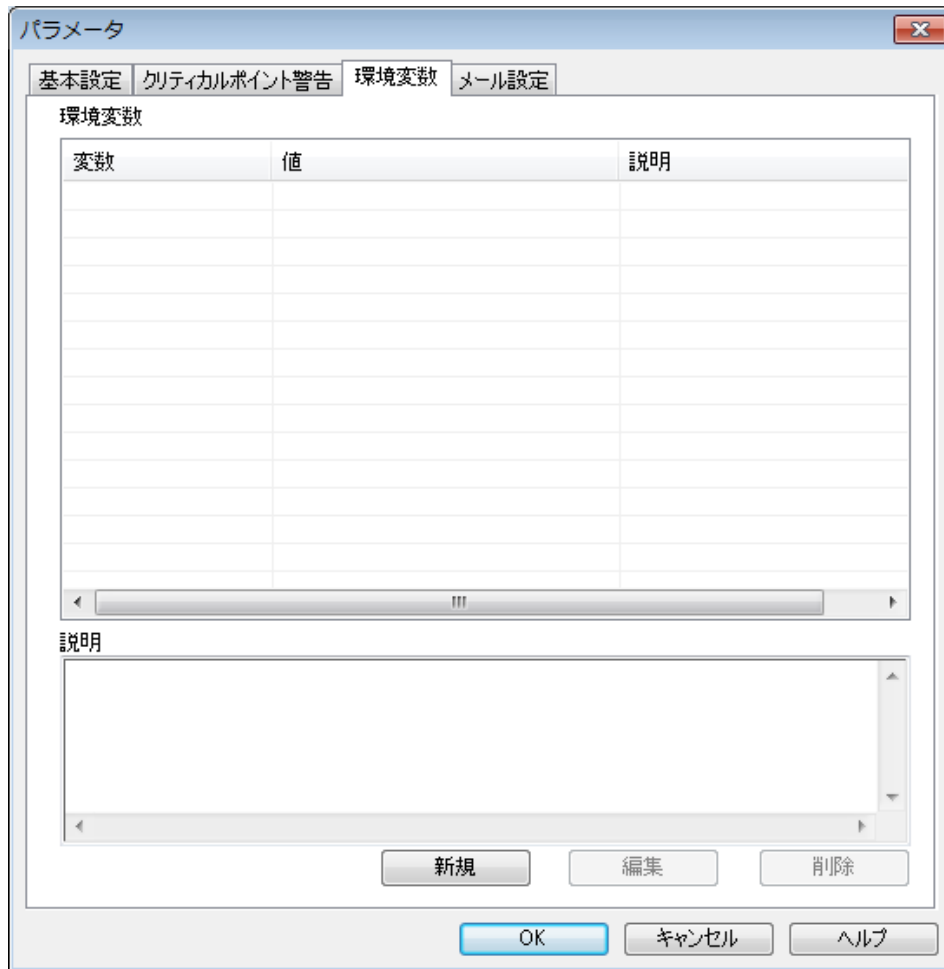 パラメータ
基本設定 クリティカルポイント警告 環境変数 メール設定
環境変数
変数 値 説明
説明
新規 編集 削除
OK キャンセル ヘルプ